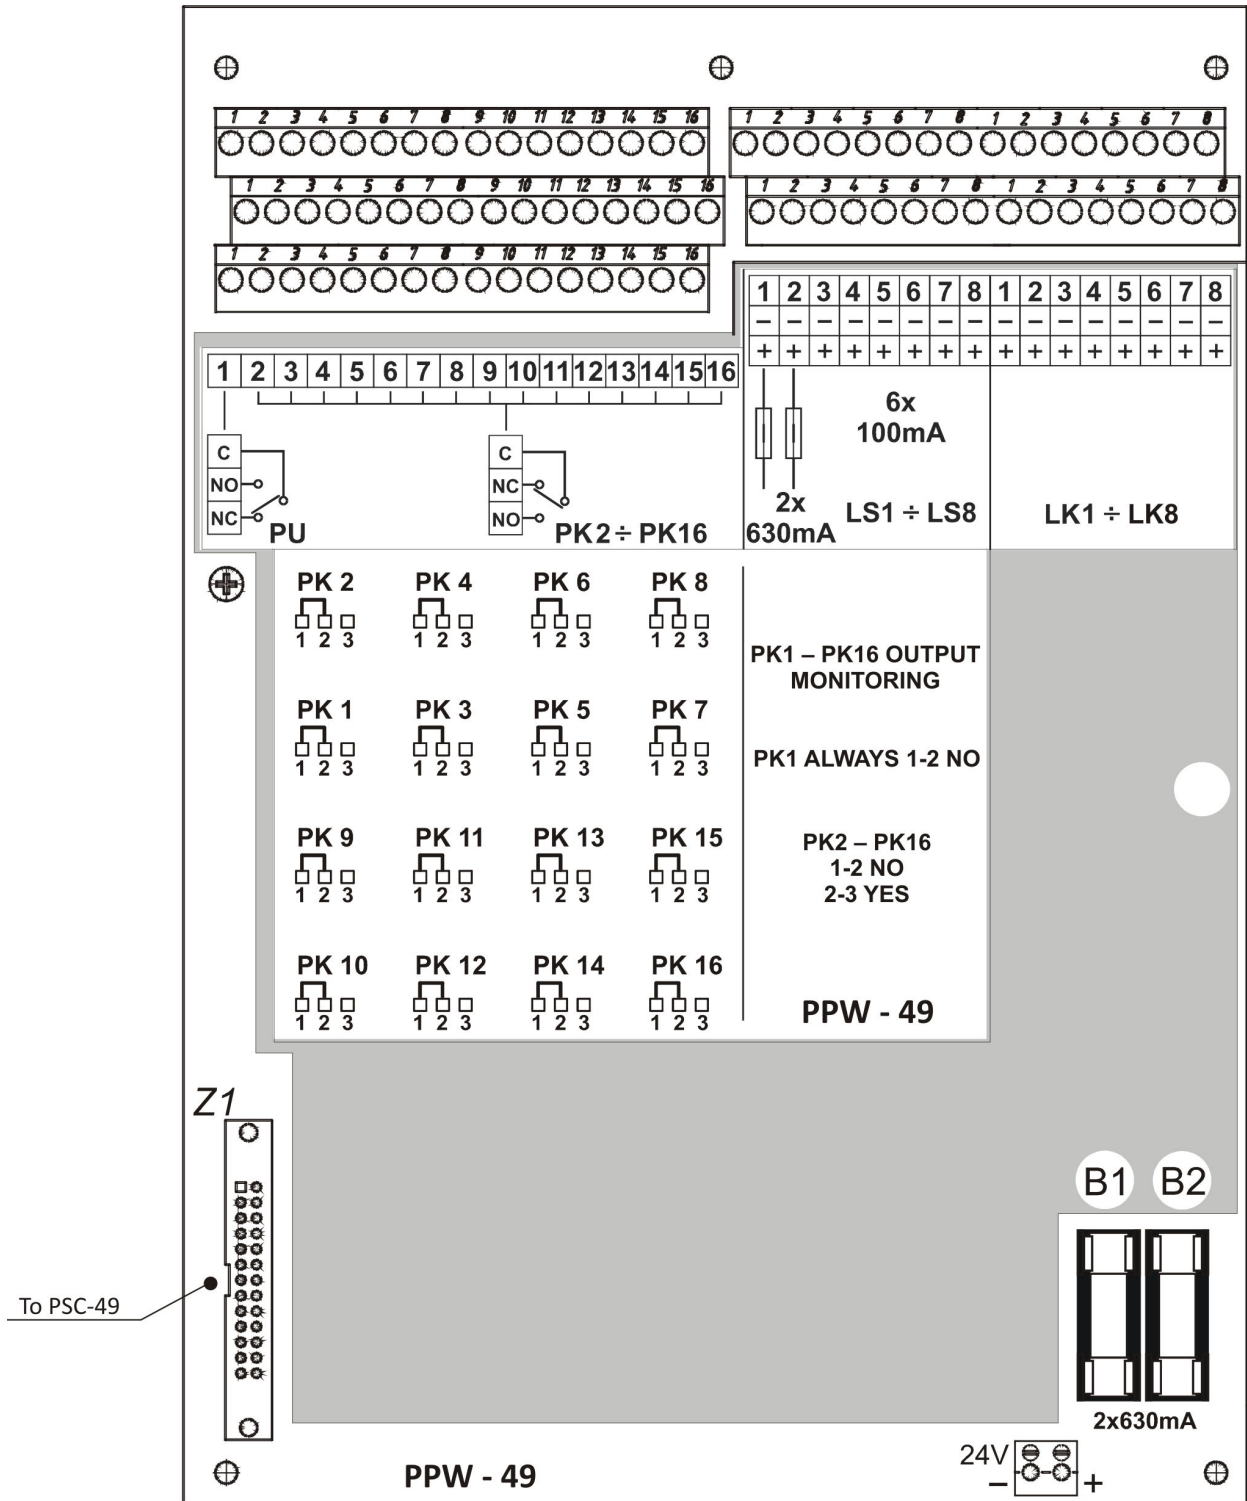 1 2 3 4 5 6 7 8 9 10 11 12 13 14 15 16
1 2 3 4 5 6 7 8 1 2 3 4 5 6 7 8
1 2 3 4 5 6 7 8 9 10 11 12 13 14 15 16
1 2 3 4 5 6 7 8 1 2 3 4 5 6 7 8
1 2 3 4 5 6 7 8 9 10 11 12 13 14 15 16
1 2 3 4 5 6 7 8 1 2 3 4 5 6 7 8
– – – – – – – – – – – – – – – –
+ + + + + + + + + + + + + + + +
1 2 3 4 5 6 7 8 9 10 11 12 13 14 15 16
C
NO
NC
PU
C
NC
NO
PK2 ÷ PK16
6x
100mA
2x
630mA
LS1 ÷ LS8
LK1 ÷ LK8
PK 2 PK 4 PK 6 PK 8
1 2 3 1 2 3 1 2 3 1 2 3
PK 1 PK 3 PK 5 PK 7
1 2 3 1 2 3 1 2 3 1 2 3
PK 9 PK 11 PK 13 PK 15
1 2 3 1 2 3 1 2 3 1 2 3
PK 10 PK 12 PK 14 PK 16
1 2 3 1 2 3 1 2 3 1 2 3
PK1 – PK16 OUTPUT
MONITORING
PK1 ALWAYS 1-2 NO
PK2 – PK16
1-2 NO
2-3 YES
PPW - 49
Z1
To PSC-49
B1 B2
2x630mA
24V
– +
PPW - 49